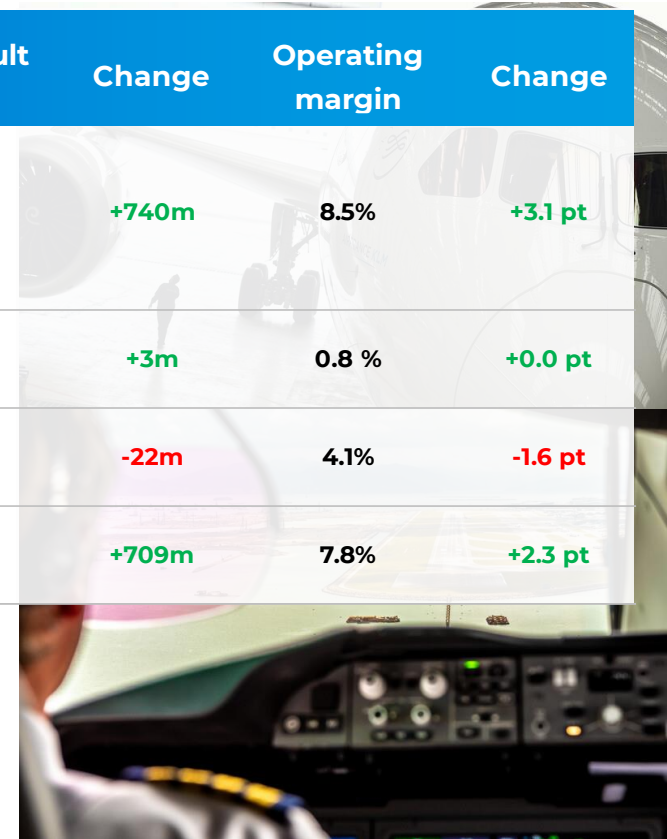 ult
Change
Operating
margin
Change
+740m 8.5% +3.1 pt
+3m 0.8 % +0.0 pt
-22m 4.1% -1.6 pt
+709m 7.8% +2.3 pt